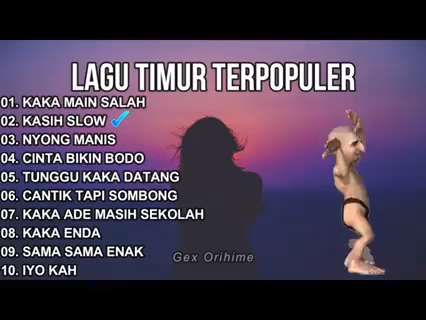 LAGU TIMUR TERPOPULER
01. KAKA MAIN SALAH
02. KASIH SLOW
03. NYONG MANIS
04. CINTA BIKIN BODO
05. TUNGGU KAKA DATANG
06. CANTIK TAPI SOMBONG
07. KAKA ADE MASIH SEKOLAH
08. KAKA ENDA
09. SAMA SAMA ENAK
10. IYO KAH
Gex Orihime